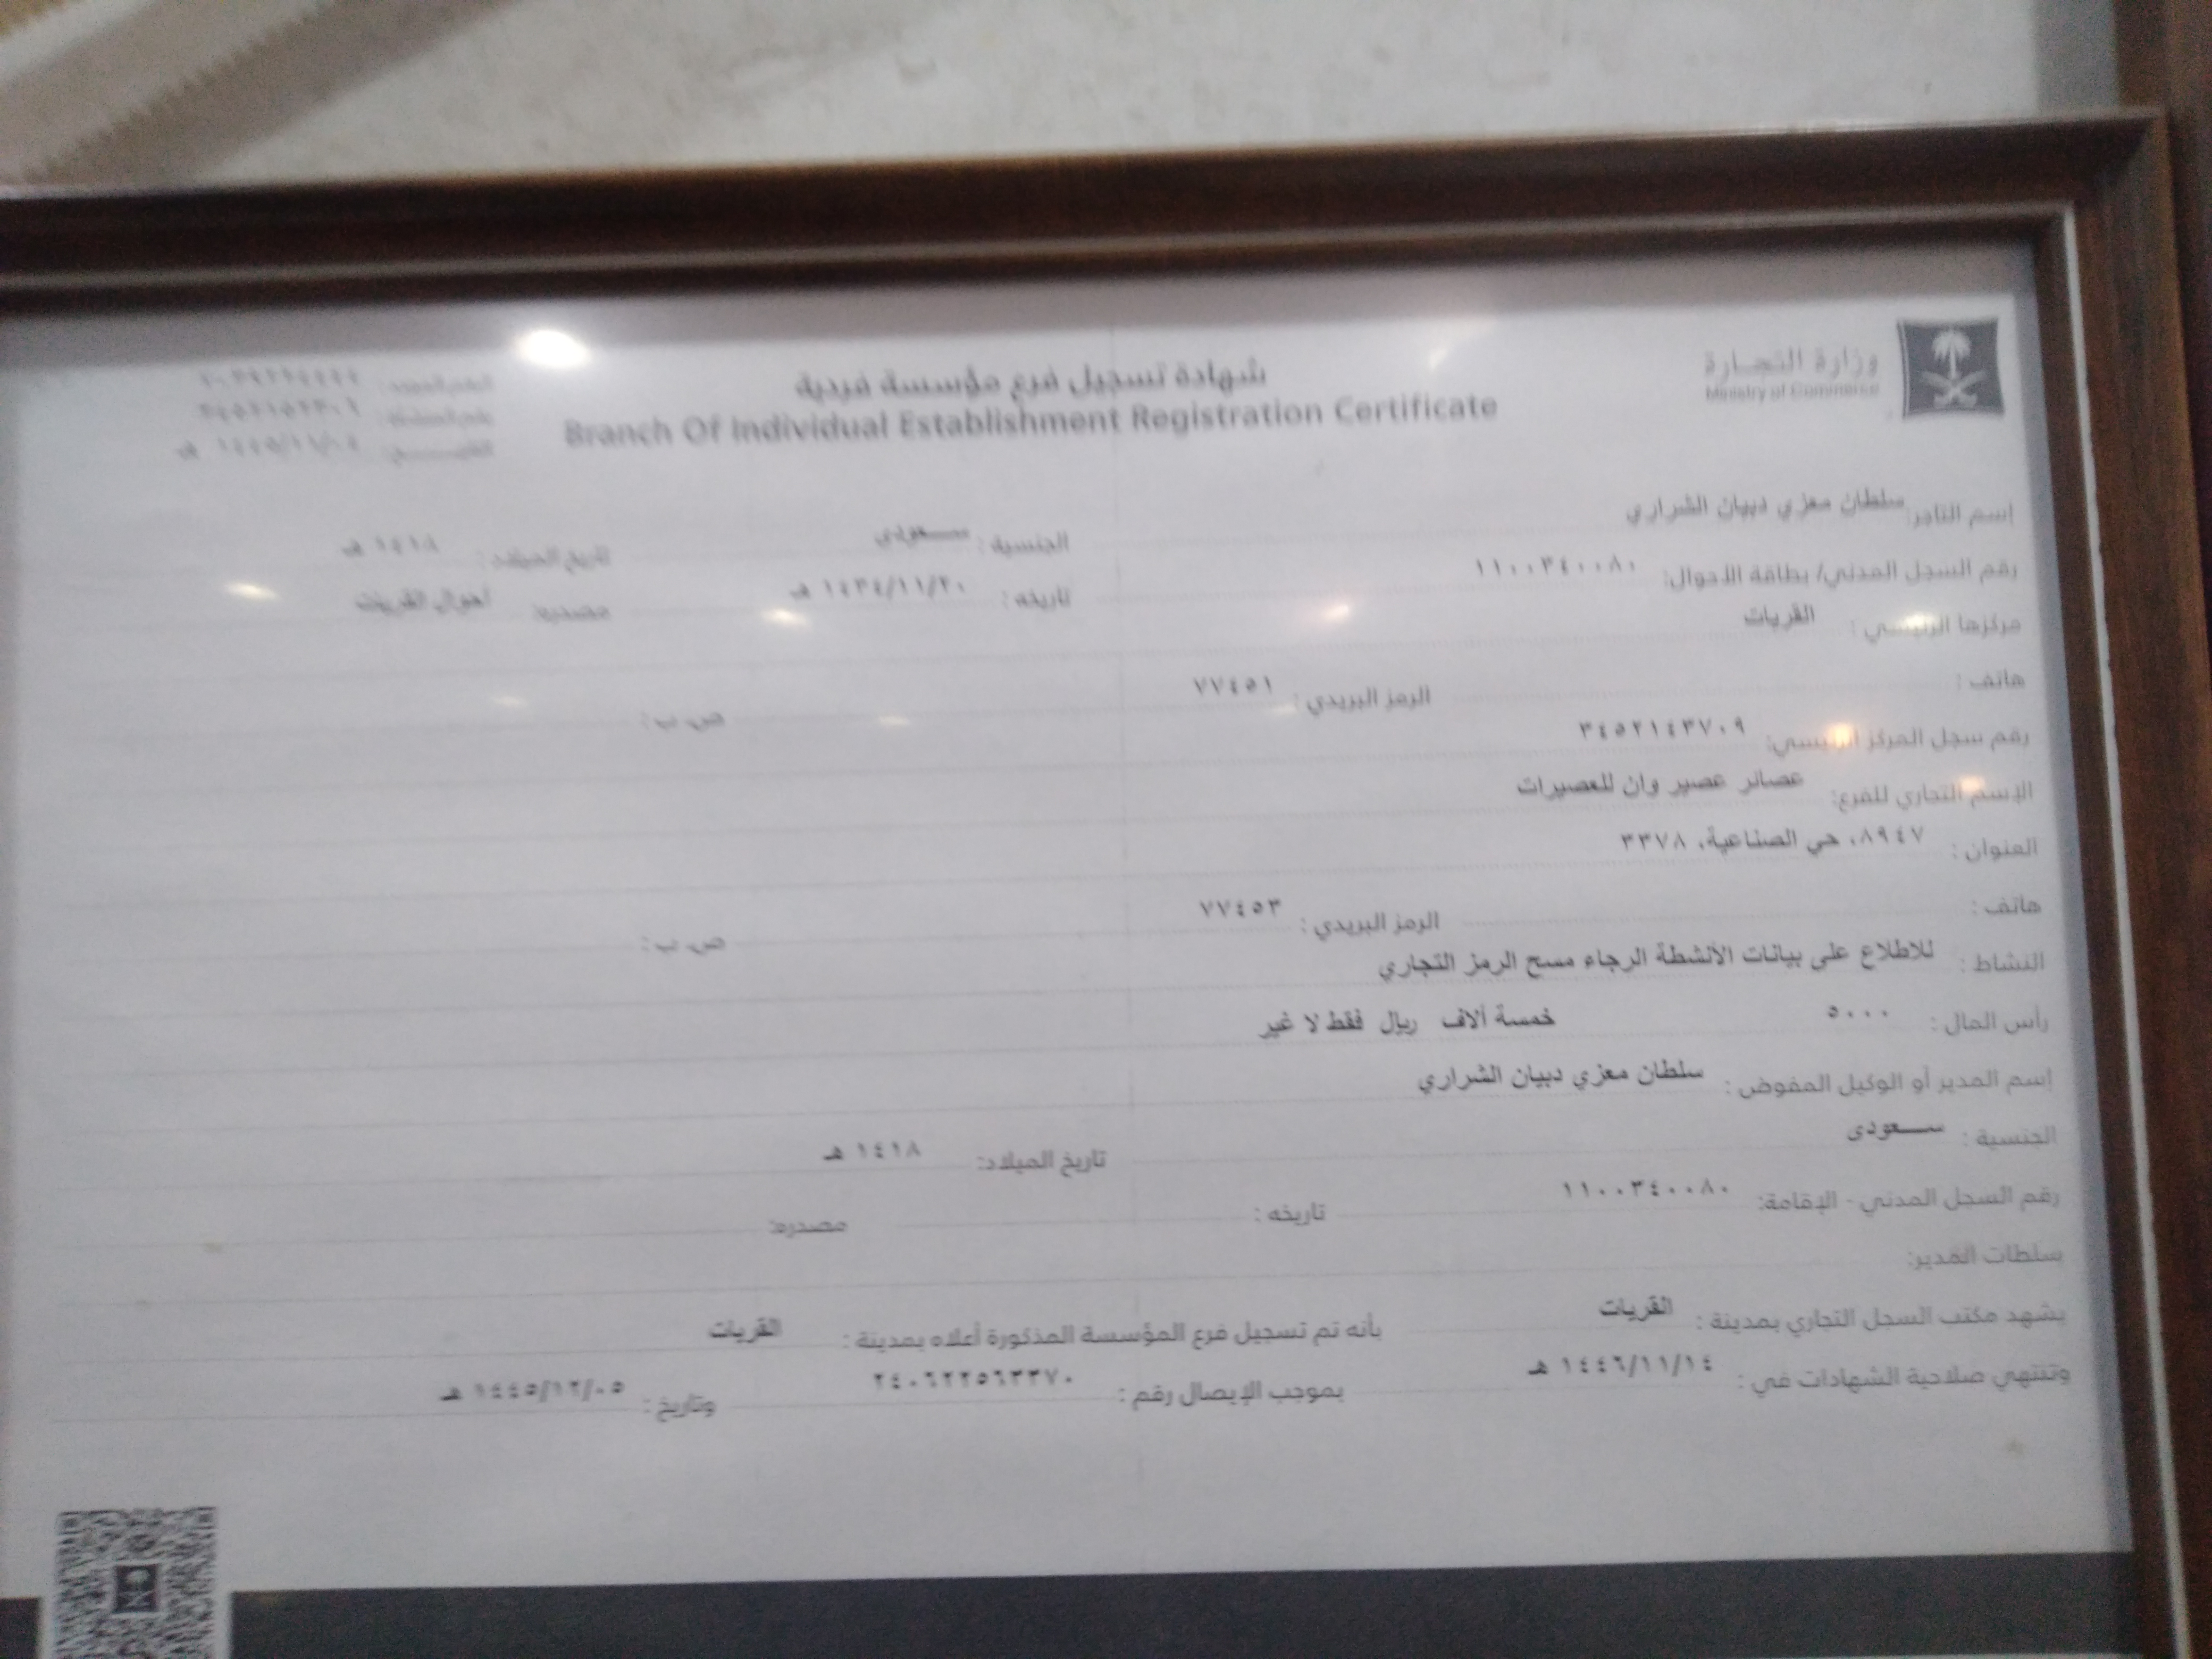 وزارة التجارة
Ministry of Commerce
شهادة تسجيل فرع مؤسسة فردية
Branch Of Individual Establishment Registration Certificate
إسم التاجر: سلطان معزي دبيان الشراري الجنسية : سعودي تاريخ الميلاد : ١٤١٨ هـ
رقم السجل المدني/ بطاقة الأحوال: ١١٠٠٣٤٠٠٨٠ تاريخه : ١٤٣٤/١١/٢٠ هـ مصدره: أحوال القريات
مركزها الرئيسي : القريات
هاتف : الرمز البريدي : ٧٧٤٥١ ص. ب :
رقم سجل المركز الرئيسي: ٣٤٥٢١٤٣٧٠٩
الإسم التجاري للفرع: عصائر عصير وان للعصيرات
العنوان : ٨٩٤٧، حي الصناعية، ٣٣٧٨
هاتف : الرمز البريدي : ٧٧٤٥٣ ص. ب :
النشاط : للاطلاع على بيانات الأنشطة الرجاء مسح الرمز التجاري
رأس المال : ٥٠٠٠ خمسة ألاف ريال فقط لا غير
إسم المدير أو الوكيل المفوض : سلطان معزي دبيان الشراري
الجنسية : سعودى تاريخ الميلاد: ١٤١٨ هـ
رقم السجل المدني - الإقامة: ١١٠٠٣٤٠٠٨٠ تاريخه : مصدره:
سلطات المدير:
يشهد مكتب السجل التجاري بمدينة : القريات بأنه تم تسجيل فرع المؤسسة المذكورة أعلاه بمدينة : القريات
وتنتهي صلاحية الشهادات في : ١٤٤٦/١١/١٤ هـ بموجب الإيصال رقم : وتاريخ : ١٤٤٥/١٢/٠٥ هـ